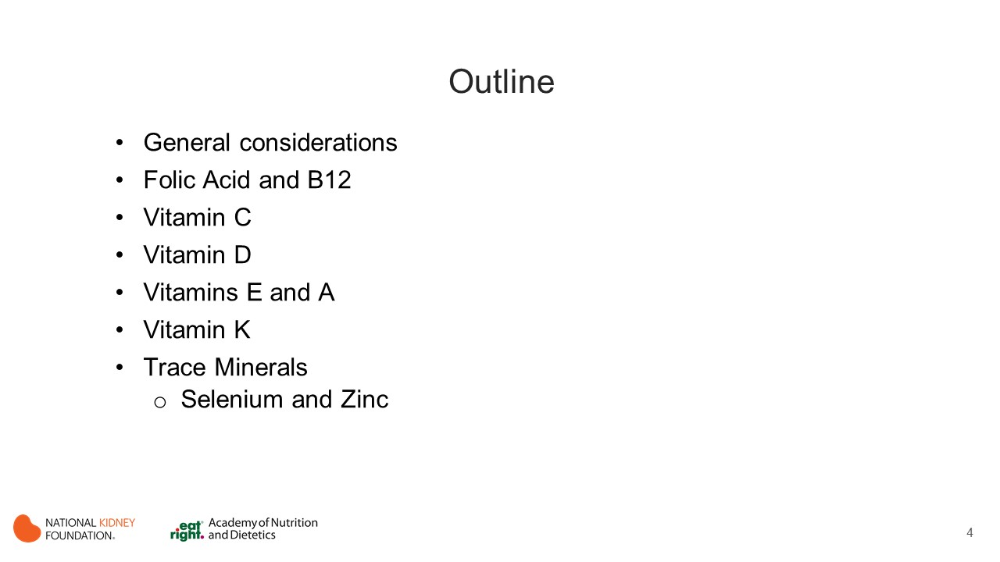 Outline
• General considerations
• Folic Acid and B12
• Vitamin C
• Vitamin D
• Vitamins E and A
• Vitamin K
• Trace Minerals
o Selenium and Zinc
NATIONAL KIDNEY
FOUNDATION®
eat
right.
Academy of Nutrition
and Dietetics
4